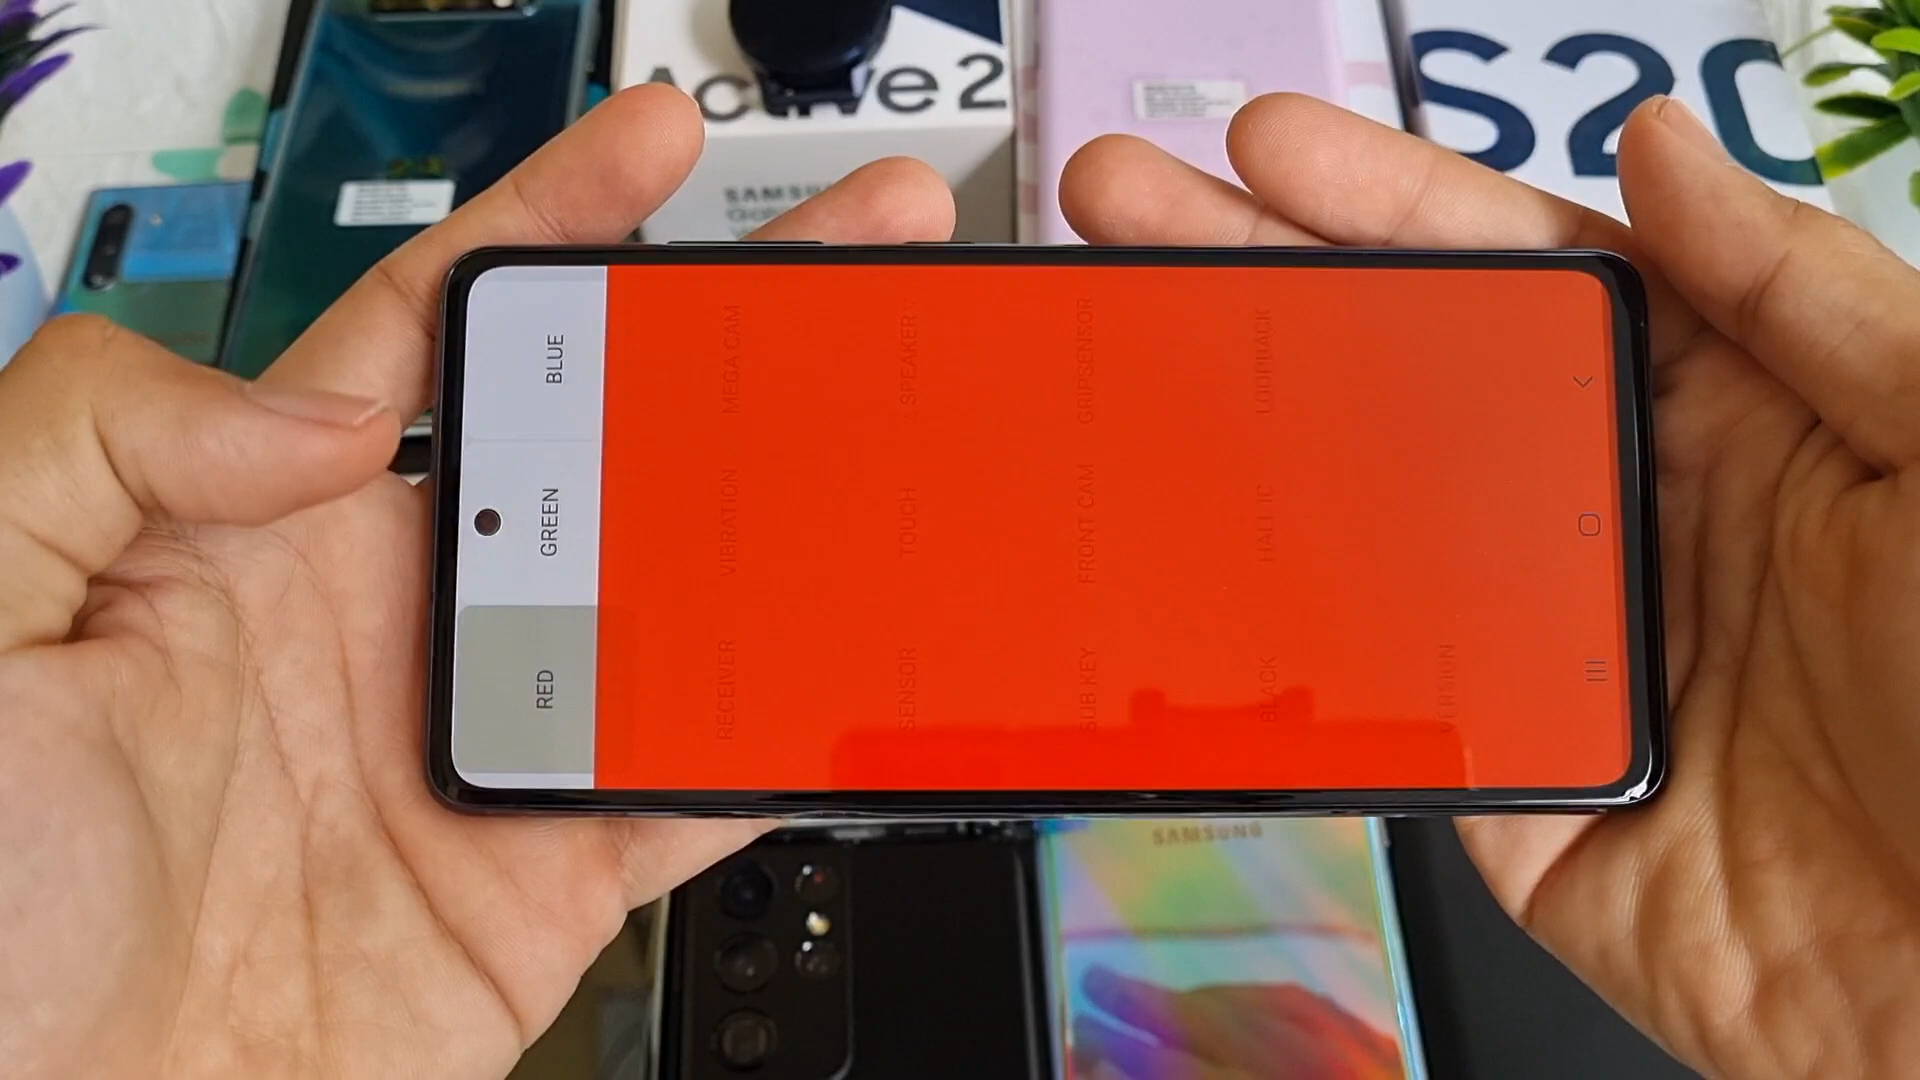 Active 2
SAMSU
S20
RED GREEN BLUE
RECEIVER VIBRATION MEGA CAM
SENSOR TOUCH SPEAKER
SUB KEY FRONT CAM GRIPSENSOR
BLACK HALL IC LOOPBACK
VERSION
SAMSUNG